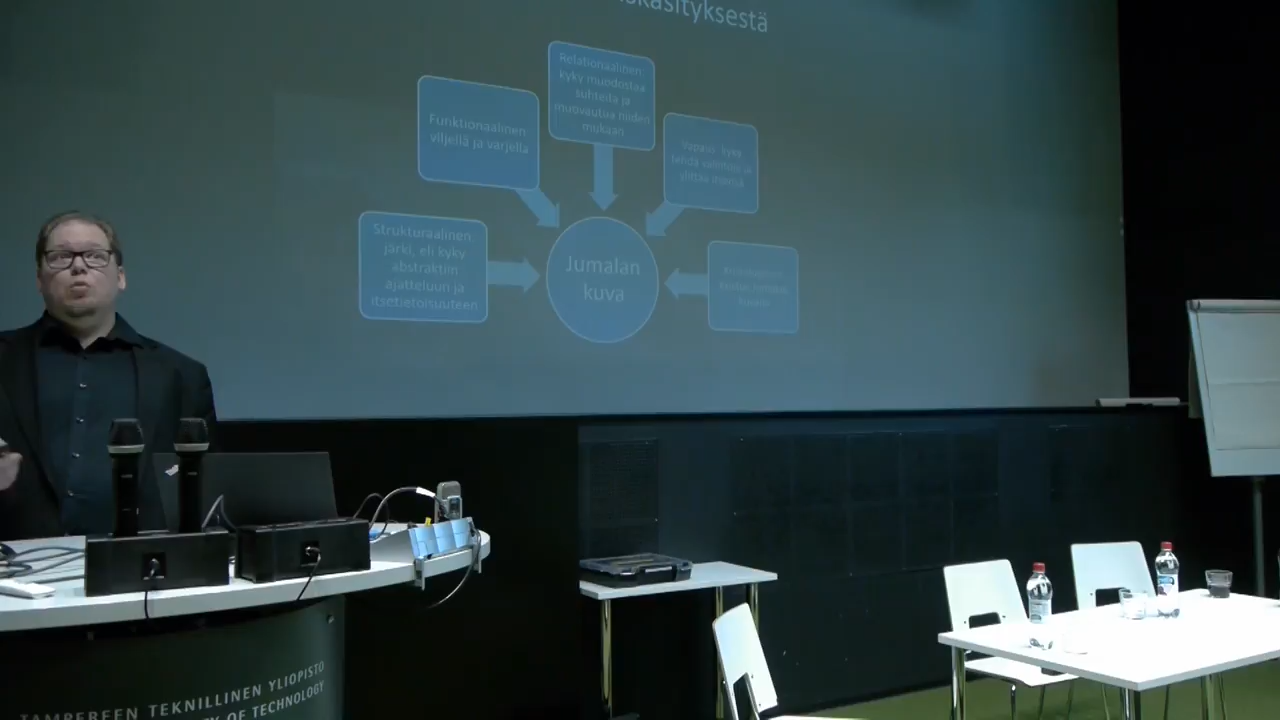 Relationaalinen:
kyky muodostaa
suhteita ja
muovautua niiden
mukaan
Funktionaalinen:
viljellä ja varjella
Vapaus: kyky
tehdä valintoja ja
ylittää itsensä
Strukturaalinen:
järki, eli kyky
abstraktiin
ajatteluun ja
itsetietoisuuteen
Jumalan
kuva
TAMPEREEN TEKNILLINEN YLIOPISTO
OF TECHNOLOGY